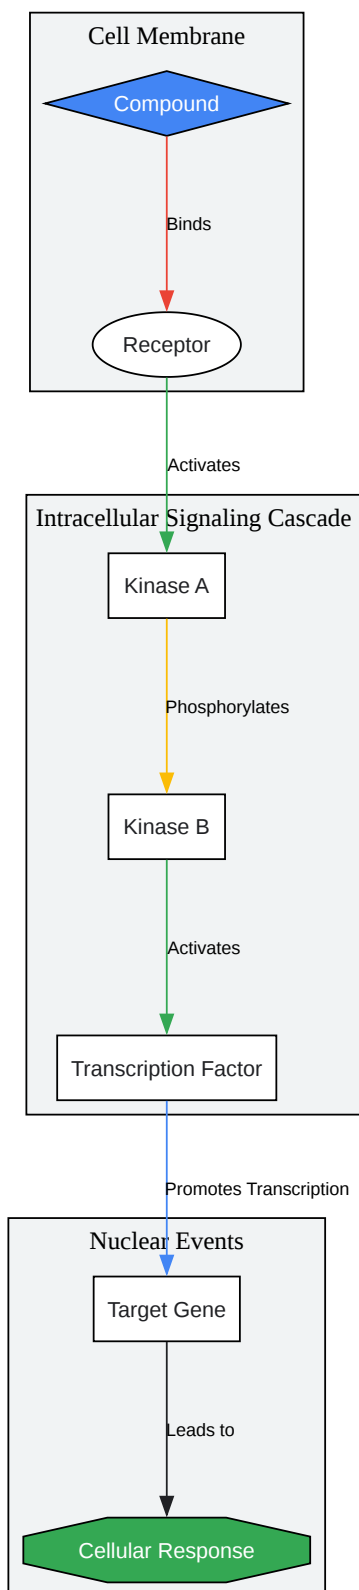 Cell Membrane
Compound
Binds
Receptor
Activates
Intracellular Signaling Cascade
Kinase A
Phosphorylates
Kinase B
Activates
Transcription Factor
Promotes Transcription
Nuclear Events
Target Gene
Leads to
Cellular Response